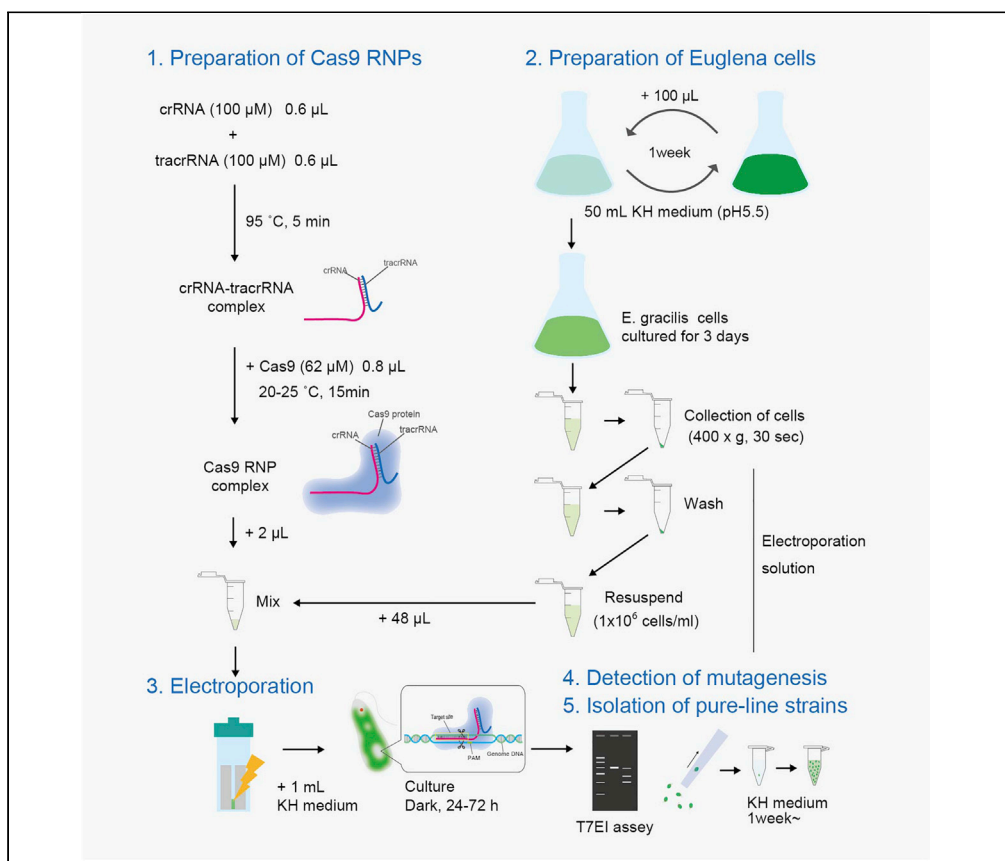 1. Preparation of Cas9 RNPs
crRNA (100 µM) 0.6 µL
+
tracrRNA (100 µM) 0.6 µL
95 ˚C, 5 min
crRNA-tracrRNA
complex
crRNA
tracrRNA
+ Cas9 (62 µM) 0.8 µL
20-25 ˚C, 15min
Cas9 protein
crRNA
tracrRNA
Cas9 RNP
complex
+ 2 µL
Mix
2. Preparation of Euglena cells
+ 100 µL
1week
50 mL KH medium (pH5.5)
E. gracilis cells
cultured for 3 days
Collection of cells
(400 x g, 30 sec)
Wash
Electroporation
solution
Resuspend
(1x10⁶ cells/ml)
+ 48 µL
3. Electroporation
+ 1 mL
KH medium
Target site
PAM
Genome DNA
Culture
Dark, 24-72 h
4. Detection of mutagenesis
5. Isolation of pure-line strains
T7EI assey
KH medium
1week~